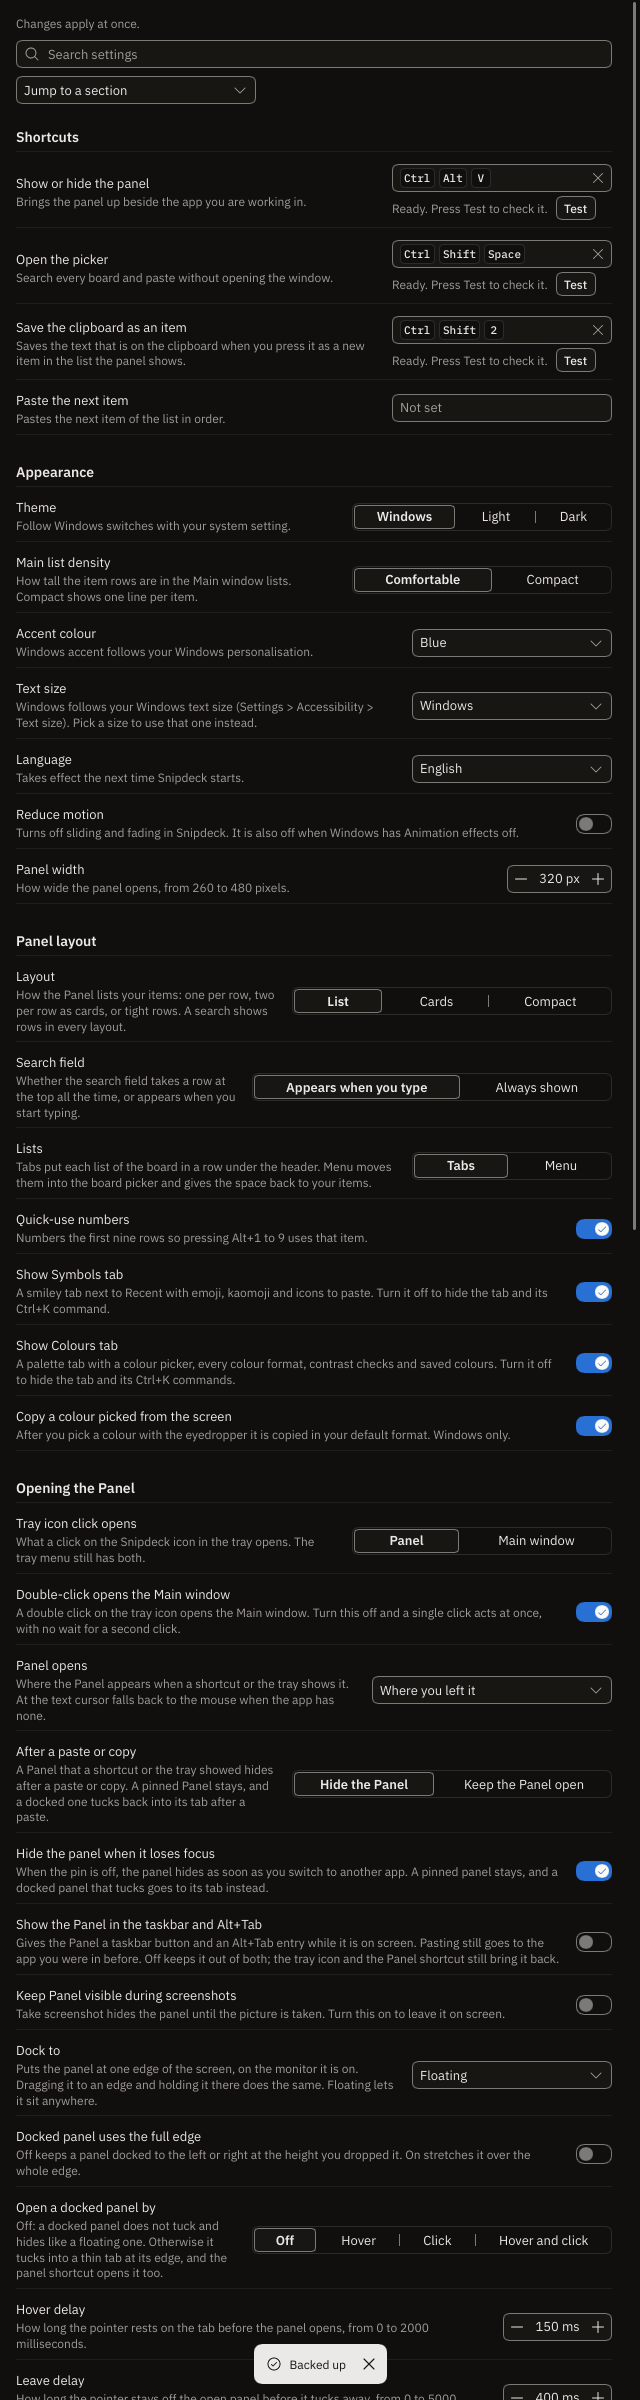 Changes apply at once.
Search settings
Jump to a section
Shortcuts
Show or hide the panel
Brings the panel up beside the app you are working in.
Ctrl Alt V
Ready. Press Test to check it. Test
Open the picker
Search every board and paste without opening the window.
Ctrl Shift Space
Ready. Press Test to check it. Test
Save the clipboard as an item
Saves the text that is on the clipboard when you press it as a new
item in the list the panel shows.
Ctrl Shift 2
Ready. Press Test to check it. Test
Paste the next item
Pastes the next item of the list in order.
Not set
Appearance
Theme
Follow Windows switches with your system setting.
Windows Light Dark
Main list density
How tall the item rows are in the Main window lists.
Compact shows one line per item.
Comfortable Compact
Accent colour
Windows accent follows your Windows personalisation.
Blue
Text size
Windows follows your Windows text size (Settings > Accessibility >
Text size). Pick a size to use that one instead.
Windows
Language
Takes effect the next time Snipdeck starts.
English
Reduce motion
Turns off sliding and fading in Snipdeck. It is also off when Windows has Animation effects off.
Panel width
How wide the panel opens, from 260 to 480 pixels.
320 px
Panel layout
Layout
How the Panel lists your items: one per row, two
per row as cards, or tight rows. A search shows
rows in every layout.
List Cards Compact
Search field
Whether the search field takes a row at
the top all the time, or appears when you
start typing.
Appears when you type Always shown
Lists
Tabs put each list of the board in a row under the header. Menu moves
them into the board picker and gives the space back to your items.
Tabs Menu
Quick-use numbers
Numbers the first nine rows so pressing Alt+1 to 9 uses that item.
Show Symbols tab
A smiley tab next to Recent with emoji, kaomoji and icons to paste. Turn it off to hide the tab and its
Ctrl+K command.
Show Colours tab
A palette tab with a colour picker, every colour format, contrast checks and saved colours. Turn it off
to hide the tab and its Ctrl+K commands.
Copy a colour picked from the screen
After you pick a colour with the eyedropper it is copied in your default format. Windows only.
Opening the Panel
Tray icon click opens
What a click on the Snipdeck icon in the tray opens. The
tray menu still has both.
Panel Main window
Double-click opens the Main window
A double click on the tray icon opens the Main window. Turn this off and a single click acts at once,
with no wait for a second click.
Panel opens
Where the Panel appears when a shortcut or the tray shows it.
At the text cursor falls back to the mouse when the app has
none.
Where you left it
After a paste or copy
A Panel that a shortcut or the tray showed hides
after a paste or copy. A pinned Panel stays, and
a docked one tucks back into its tab after a
paste.
Hide the Panel Keep the Panel open
Hide the panel when it loses focus
When the pin is off, the panel hides as soon as you switch to another app. A pinned panel stays, and a
docked panel that tucks goes to its tab instead.
Show the Panel in the taskbar and Alt+Tab
Gives the Panel a taskbar button and an Alt+Tab entry while it is on screen. Pasting still goes to the
app you were in before. Off keeps it out of both; the tray icon and the Panel shortcut still bring it back.
Keep Panel visible during screenshots
Take screenshot hides the panel until the picture is taken. Turn this on to leave it on screen.
Dock to
Puts the panel at one edge of the screen, on the monitor it is on.
Dragging it to an edge and holding it there does the same. Floating lets
it sit anywhere.
Floating
Docked panel uses the full edge
Off keeps a panel docked to the left or right at the height you dropped it. On stretches it over the
whole edge.
Open a docked panel by
Off: a docked panel does not tuck and
hides like a floating one. Otherwise it
tucks into a thin tab at its edge, and the
panel shortcut opens it too.
Off Hover Click Hover and click
Hover delay
How long the pointer rests on the tab before the panel opens, from 0 to 2000
milliseconds.
150 ms
Backed up
Leave delay
How long the pointer stays off the open panel before it tucks away, from 0 to 5000
400 ms